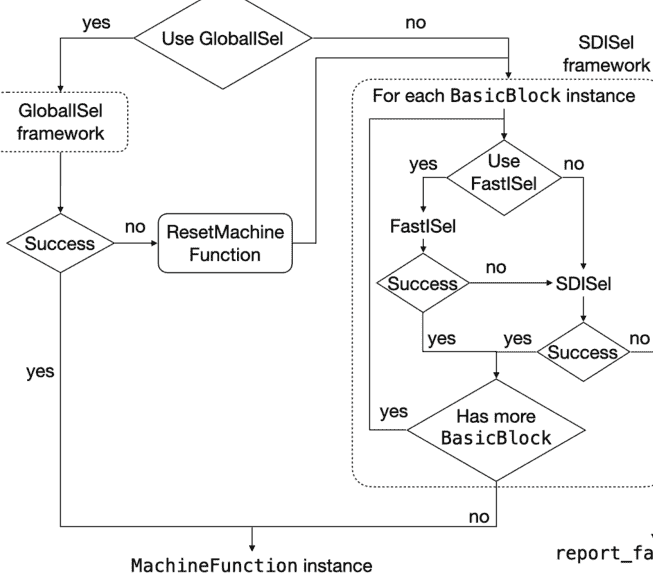 yes
Use GlobalISel
no
SDISel
framework
GlobalISel
framework
For each BasicBlock instance
yes
Use
FastISel
no
FastISel
Success
no
ResetMachine
Function
Success
no
SDISel
yes
yes
Success
no
yes
yes
Has more
BasicBlock
no
MachineFunction instance
report_fa